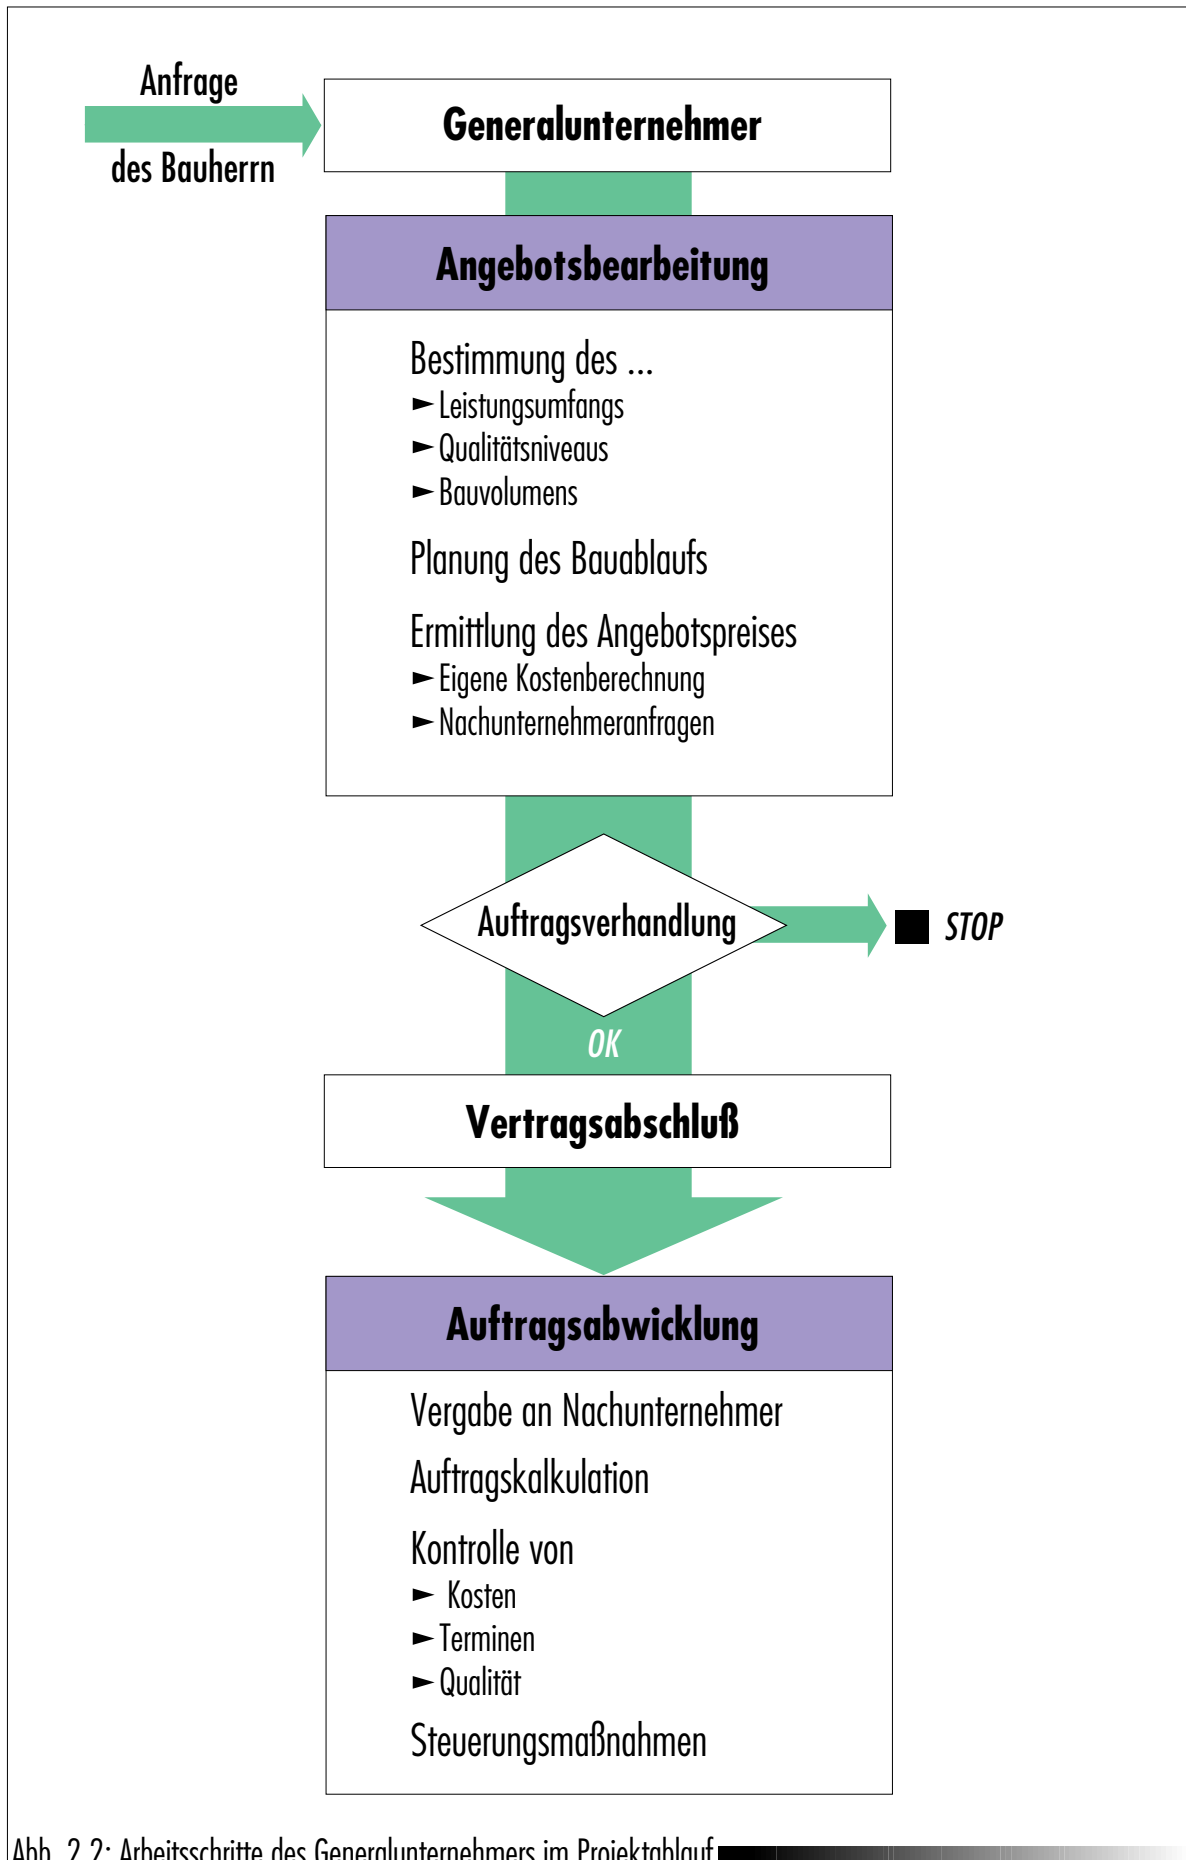 Anfrage
des Bauherrn
Generalunternehmer
Angebotsbearbeitung
Bestimmung des ...
► Leistungsumfangs
► Qualitätsniveaus
► Bauvolumens
Planung des Bauablaufs
Ermittlung des Angebotspreises
► Eigene Kostenberechnung
► Nachunternehmeranfragen
Auftragsverhandlung
STOP
OK
Vertragsabschluß
Auftragsabwicklung
Vergabe an Nachunternehmer
Auftragskalkulation
Kontrolle von
► Kosten
► Terminen
► Qualität
Steuerungsmaßnahmen
Abb. 2.2: Arbeitsschritte des Generalunternehmers im Projektablauf